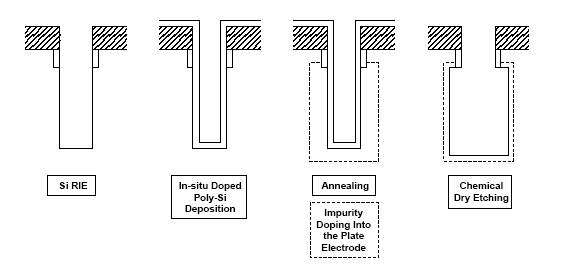 Si RIE
In-situ Doped
Poly-Si
Deposition
Annealing
Impurity
Doping Into
the Plate
Electrode
Chemical
Dry Etching